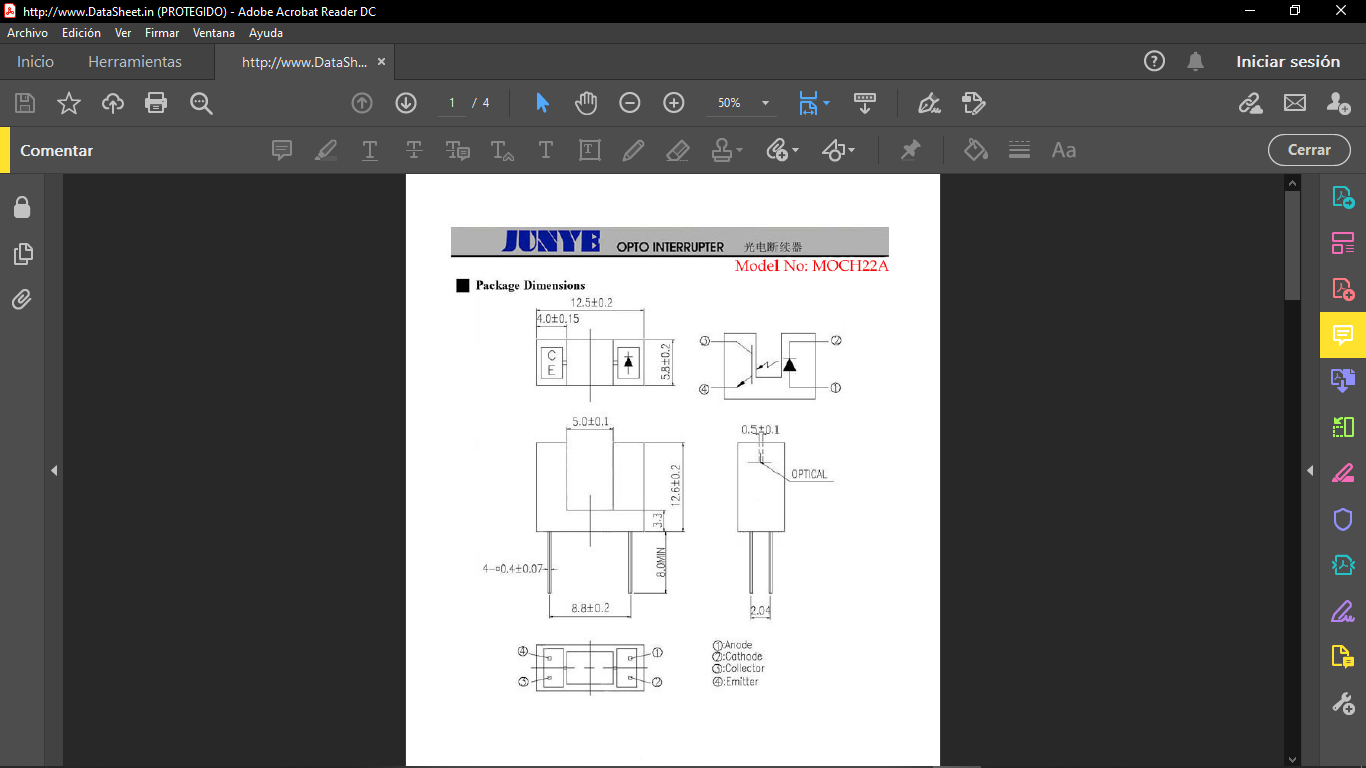 http://www.DataSheet.in (PROTEGIDO) - Adobe Acrobat Reader DC
Archivo Edición Ver Firmar Ventana Ayuda
Inicio Herramientas http://www.DataSh... × Iniciar sesión
1 / 4 50%
Comentar Aa Cerrar
JUNYE OPTO INTERRUPTER 光电断续器
Model No: MOCH22A
Package Dimensions
12.5±0.2
4.0±0.15
C
E
5.8±0.2
③ ②
④ ①
5.0±0.1
0.5±0.1
12.6±0.2
OPTICAL
3.3
4-¤0.4±0.07
8.0MIN
8.8±0.2
2.04
④ ①
③ ②
①:Anode
②:Cathode
③:Collector
④:Emitter